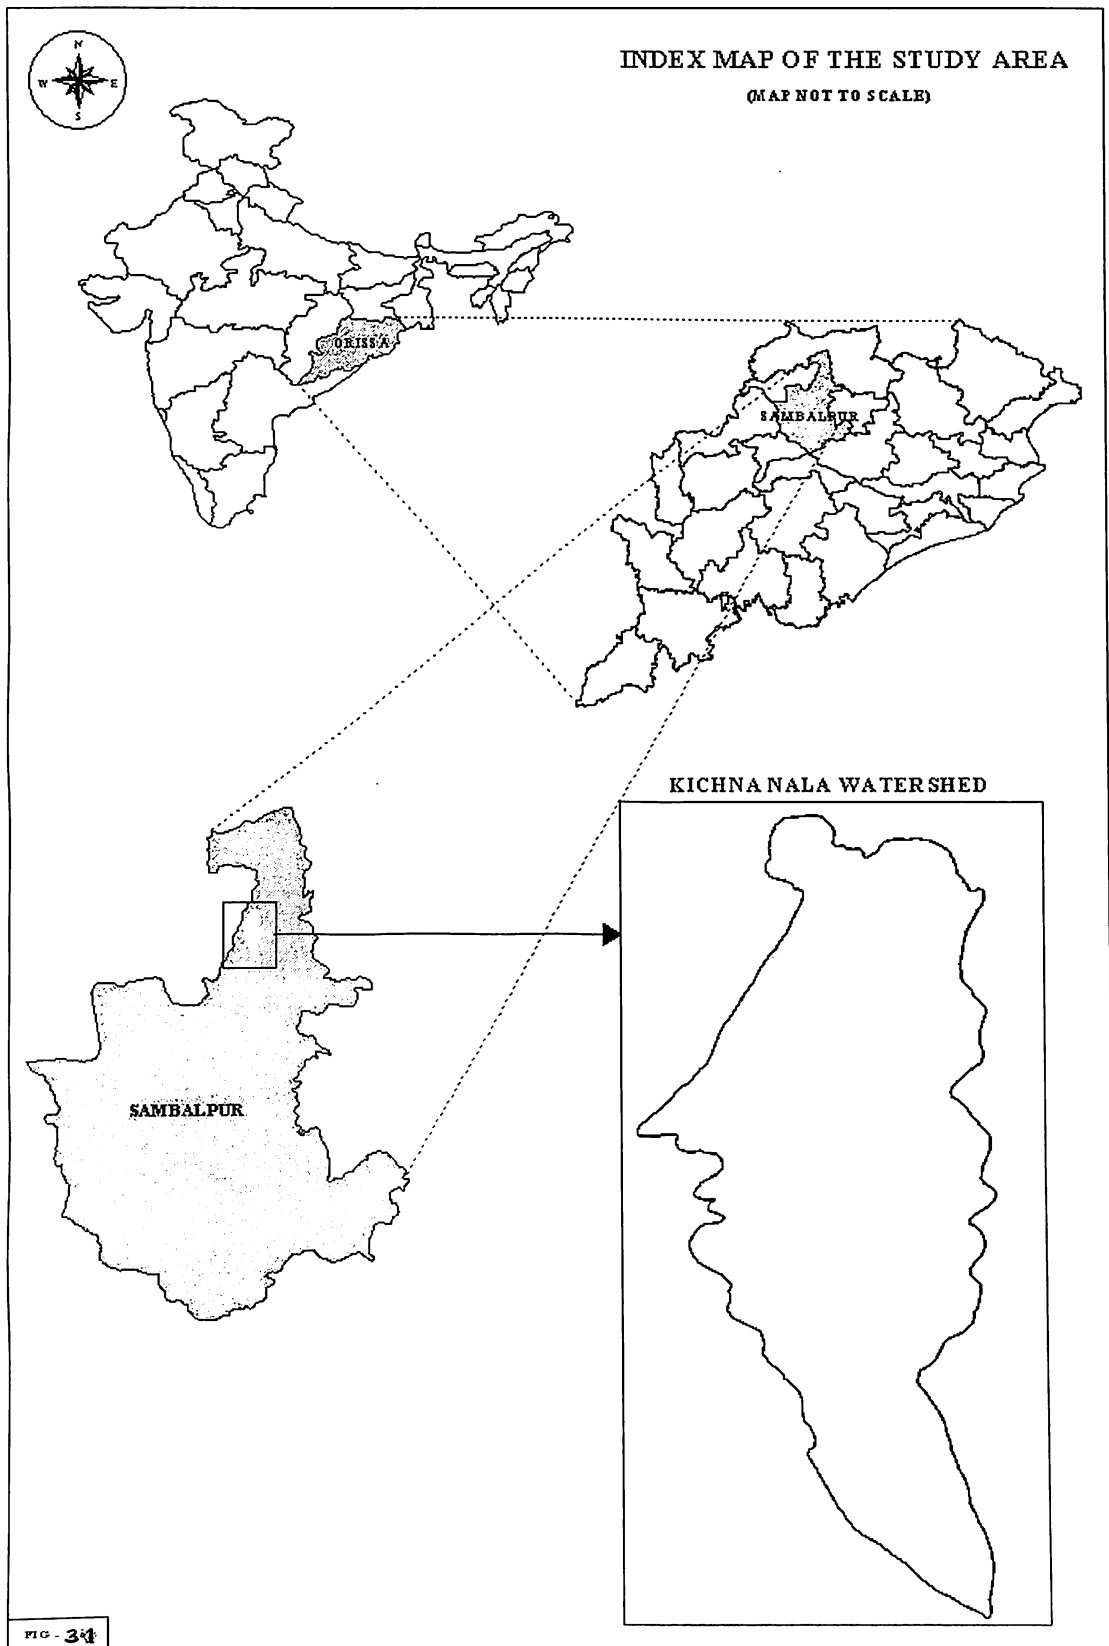 N
W E
S
INDEX MAP OF THE STUDY AREA
(MAP NOT TO SCALE)
ORISSA
SAMBALPUR
KICHNA NALA WATERSHED
SAMBALPUR
FIG -